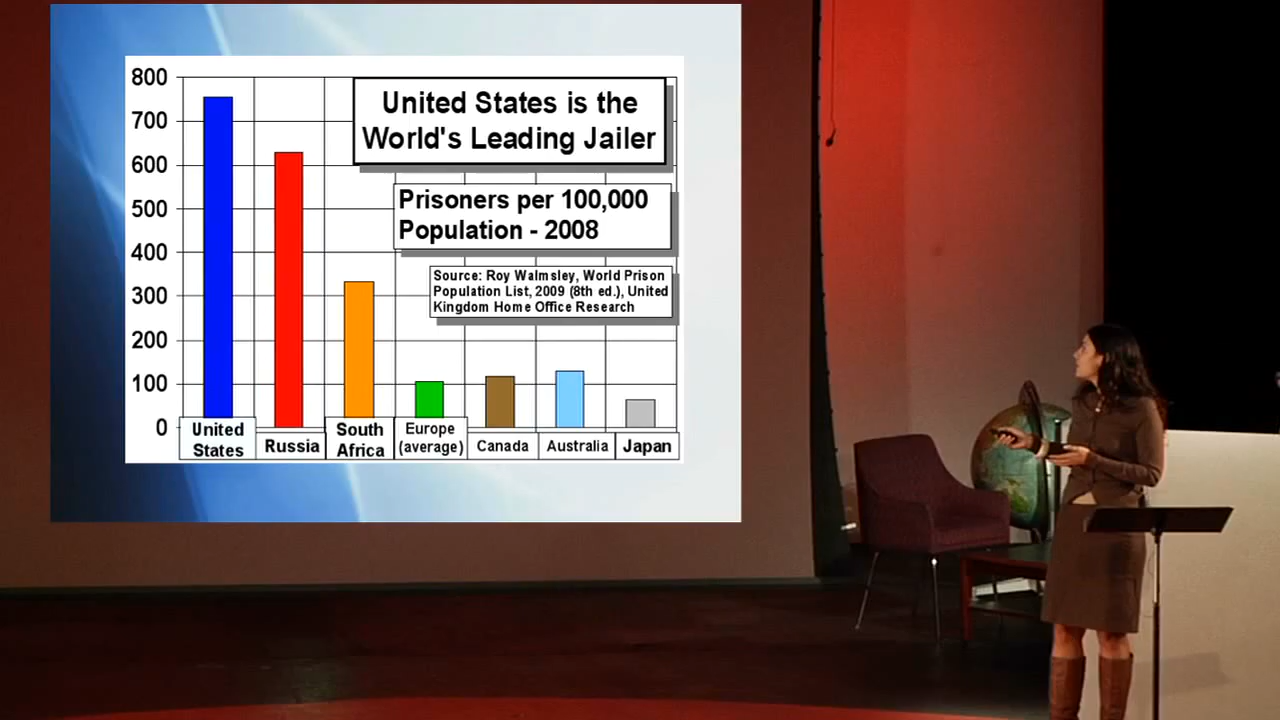 800
700
600
500
400
300
200
100
0
United States is the
World's Leading Jailer
Prisoners per 100,000
Population - 2008
Source: Roy Walmsley, World Prison
Population List, 2009 (8th ed.), United
Kingdom Home Office Research
United
States
Russia
South
Africa
Europe
(average)
Canada
Australia
Japan